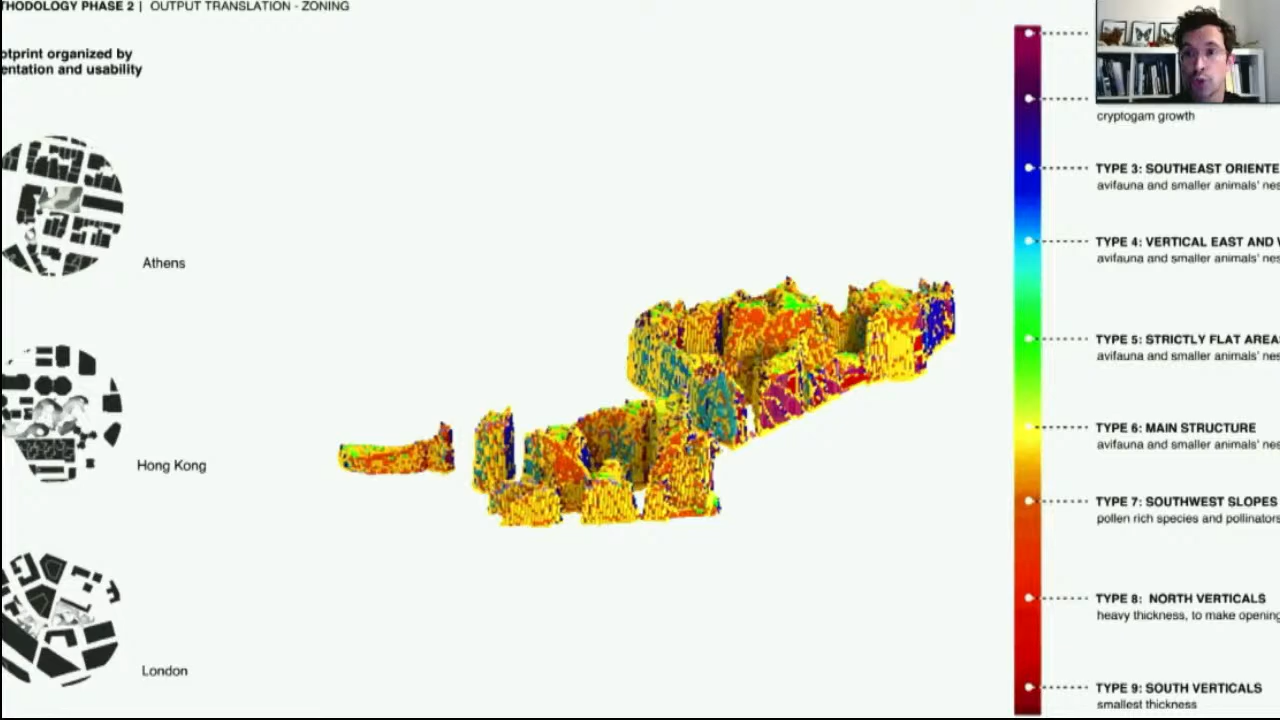 THODOLOGY PHASE 2 | OUTPUT TRANSLATION - ZONING
otprint organized by
entation and usability
Athens
Hong Kong
London
cryptogam growth
TYPE 3: SOUTHEAST ORIENTE
avifauna and smaller animals' nes
TYPE 4: VERTICAL EAST AND W
avifauna and smaller animals' nes
TYPE 5: STRICTLY FLAT AREA
avifauna and smaller animals' nes
TYPE 6: MAIN STRUCTURE
avifauna and smaller animals' nes
TYPE 7: SOUTHWEST SLOPES
pollen rich species and pollinators
TYPE 8: NORTH VERTICALS
heavy thickness, to make opening
TYPE 9: SOUTH VERTICALS
smallest thickness